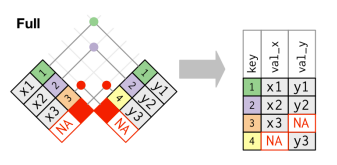 Full
x1 1
x2 2
x3 3
NA
1 y1
2 y2
4 y3
NA
key val_x val_y
1 x1 y1
2 x2 y2
3 x3 NA
4 NA y3